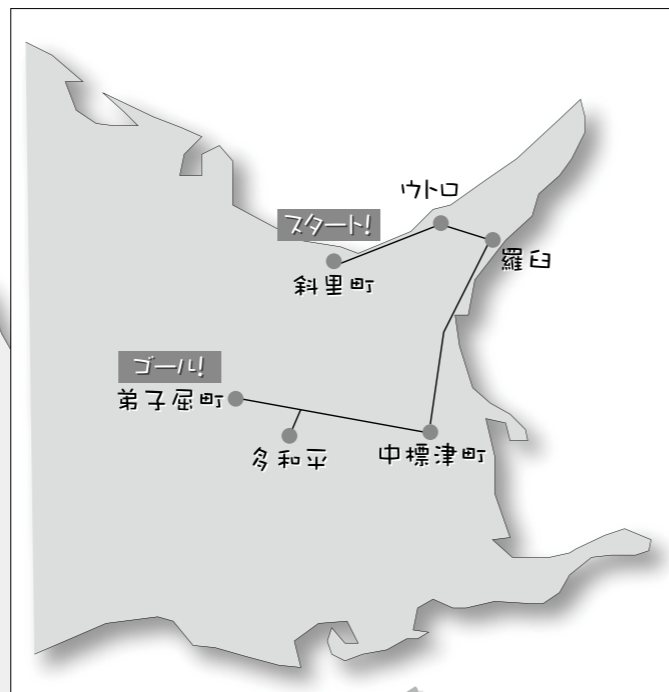 ウトロ
スタート!
羅臼
斜里町
ゴール!
弟子屈町
多和平
中標津町